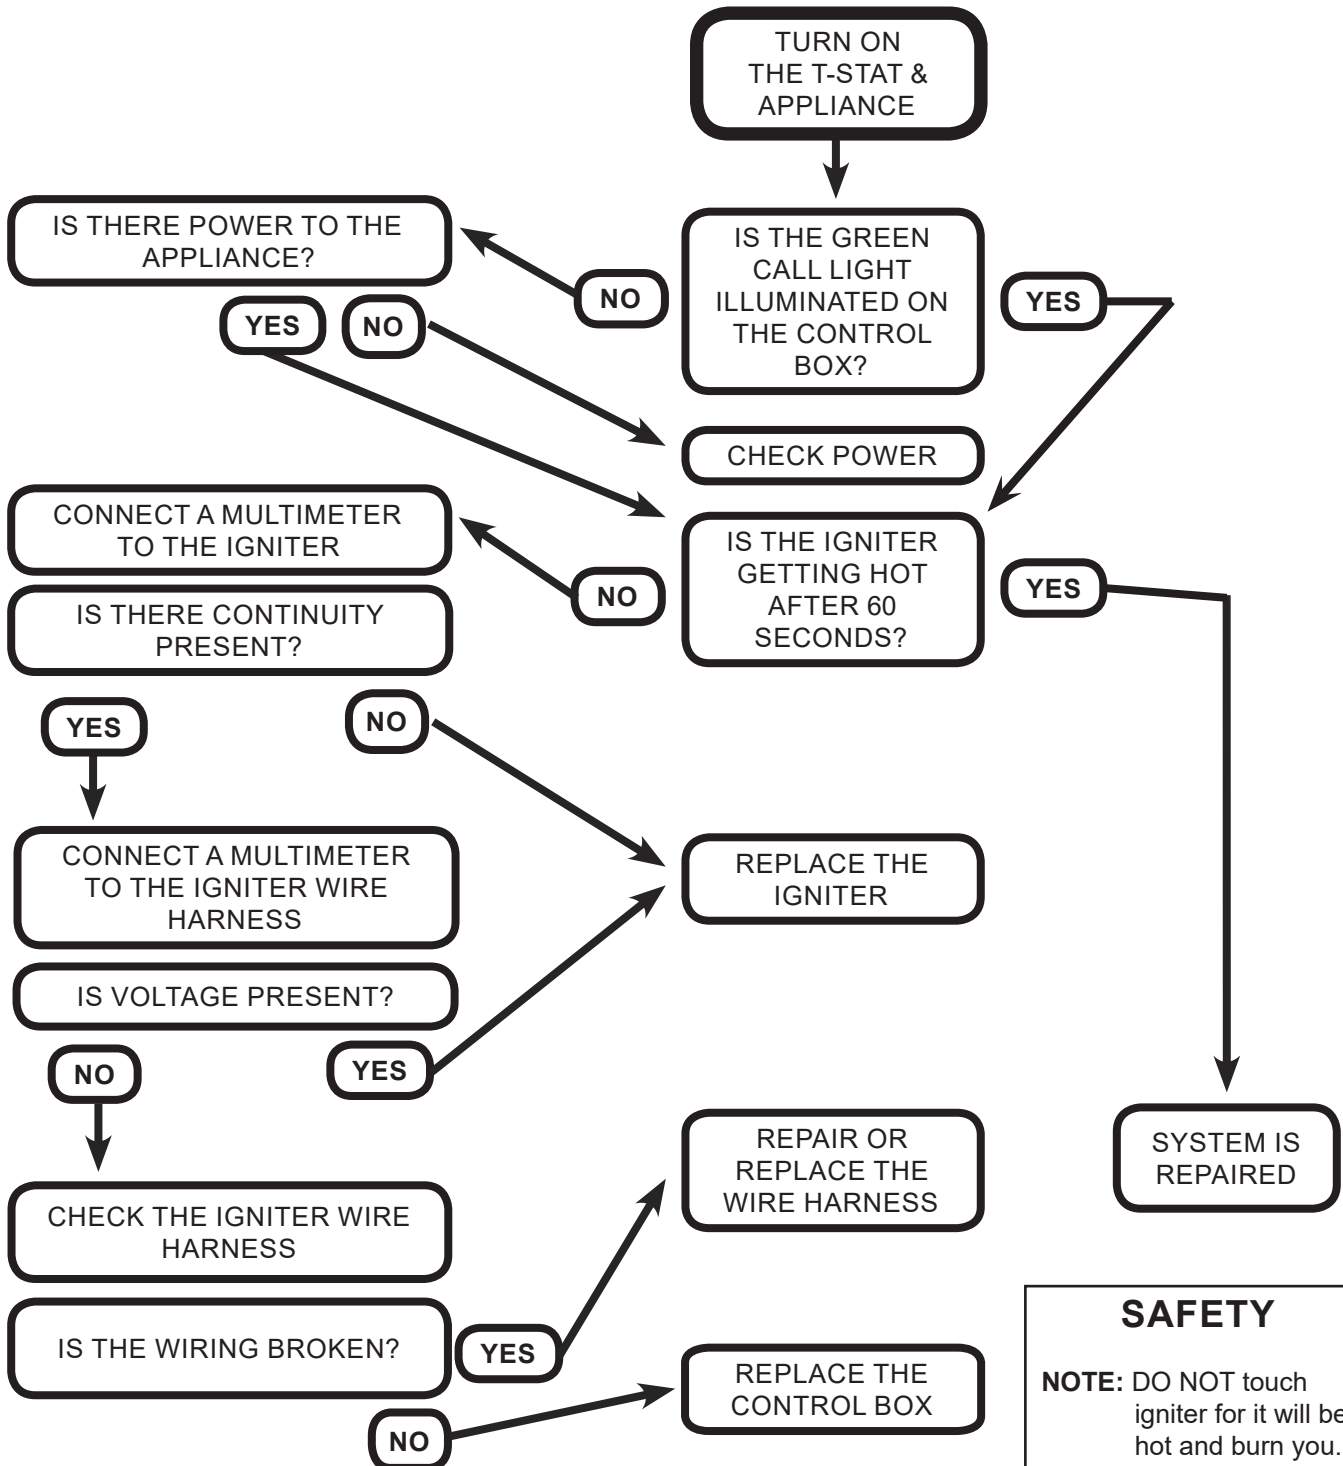 TURN ON
THE T-STAT &
APPLIANCE
IS THERE POWER TO THE
APPLIANCE?
YES
NO
NO
IS THE GREEN
CALL LIGHT
ILLUMINATED ON
THE CONTROL
BOX?
YES
CHECK POWER
CONNECT A MULTIMETER
TO THE IGNITER
IS THERE CONTINUITY
PRESENT?
NO
IS THE IGNITER
GETTING HOT
AFTER 60
SECONDS?
YES
YES
NO
CONNECT A MULTIMETER
TO THE IGNITER WIRE
HARNESS
REPLACE THE
IGNITER
IS VOLTAGE PRESENT?
NO
YES
REPAIR OR
REPLACE THE
WIRE HARNESS
SYSTEM IS
REPAIRED
CHECK THE IGNITER WIRE
HARNESS
IS THE WIRING BROKEN?
YES
NO
REPLACE THE
CONTROL BOX
SAFETY
NOTE: DO NOT touch
igniter for it will be
hot and burn you.